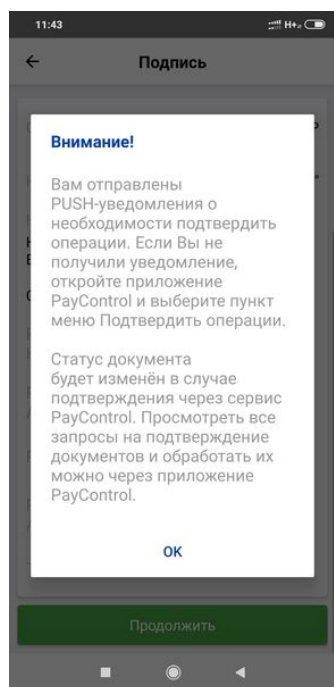 11:43
H+
Подпись
Внимание!
Вам отправлены
PUSH-уведомления о
необходимости подтвердить
операции. Если Вы не
получили уведомление,
откройте приложение
PayControl и выберите пункт
меню Подтвердить операции.
Статус документа
будет изменён в случае
подтверждения через сервис
PayControl. Просмотреть все
запросы на подтверждение
документов и обработать их
можно через приложение
PayControl.
OK
Продолжить